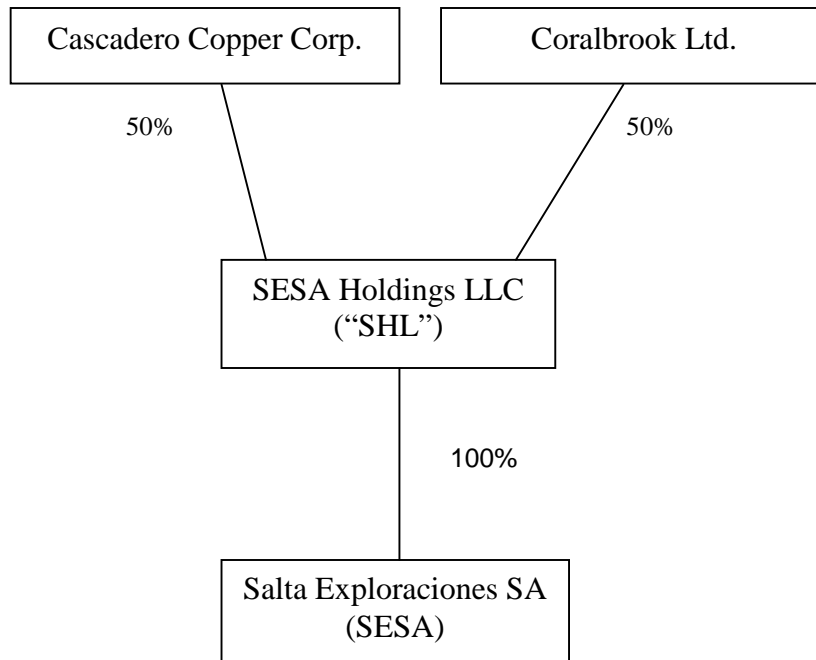 Cascadero Copper Corp.
Coralbrook Ltd.
50%
50%
SESA Holdings LLC
(“SHL”)
100%
Salta Exploraciones SA
(SESA)